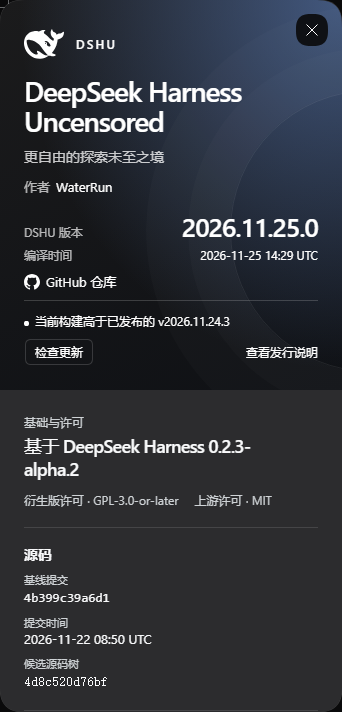 DSHU
DeepSeek Harness
Uncensored
更自由的探索未至之境
作者 WaterRun
DSHU 版本 2026.11.25.0
编译时间 2026-11-25 14:29 UTC
GitHub 仓库
当前构建高于已发布的 v2026.11.24.3
检查更新 查看发行说明
基础与许可
基于 DeepSeek Harness 0.2.3-
alpha.2
衍生版许可 · GPL-3.0-or-later 上游许可 · MIT
源码
基线提交
4b399c39a6d1
提交时间
2026-11-22 08:50 UTC
候选源码树
4d8c520d76bf